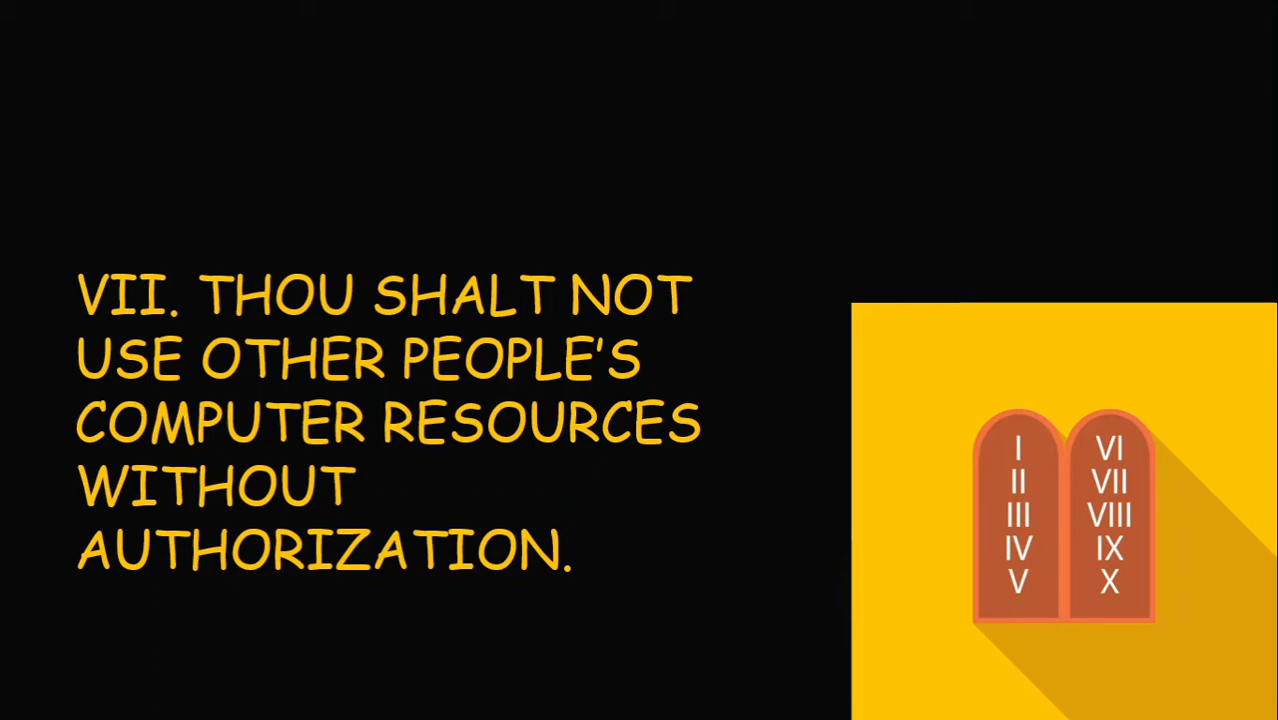 VII. THOU SHALT NOT
USE OTHER PEOPLE’S
COMPUTER RESOURCES
WITHOUT
AUTHORIZATION.
I
II
III
IV
V
VI
VII
VIII
IX
X